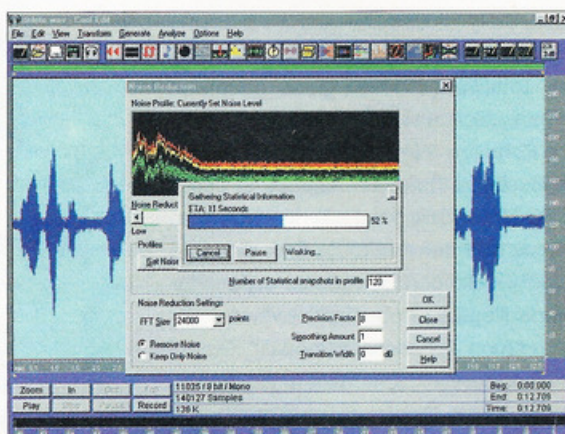 Cool Edit
File Edit View Transform Generate Analyze Options Help
Noise Reduction
Noise Profile: Currently Set Noise Level
Gathering Statistical Information
ETA: 11 Seconds
52 %
Noise Reduct
Low
Cancel Pause Working...
Profiles
Get Noise
Number of Statistical snapshots in profile 120
Noise Reduction Settings
FFT Size 24000 points
Precision Factor
Remove Noise
Smoothing Amount 1
Keep Only Noise
Transition Width 0 dB
OK
Close
Cancel
Help
Zoom In
Play Record
11025 / 8 bit / Mono
140127 Samples
136 K
Beg: 0:00.000
End: 0:12.709
Time: 0:12.709